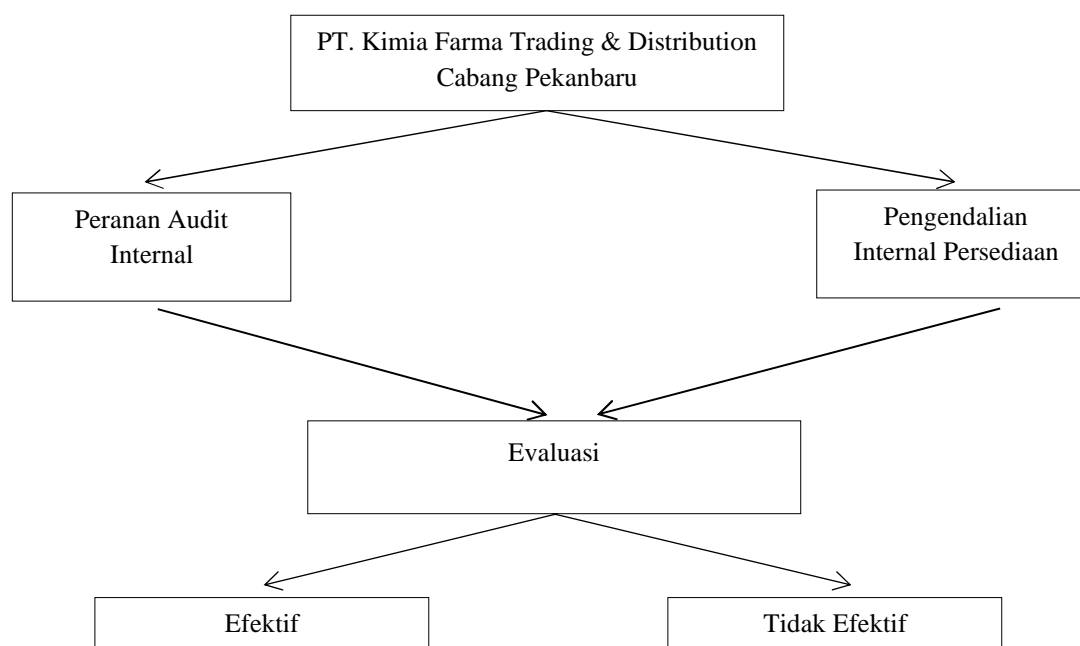 PT. Kimia Farma Trading & Distribution
Cabang Pekanbaru
Peranan Audit
Internal
Pengendalian
Internal Persediaan
Evaluasi
Efektif
Tidak Efektif